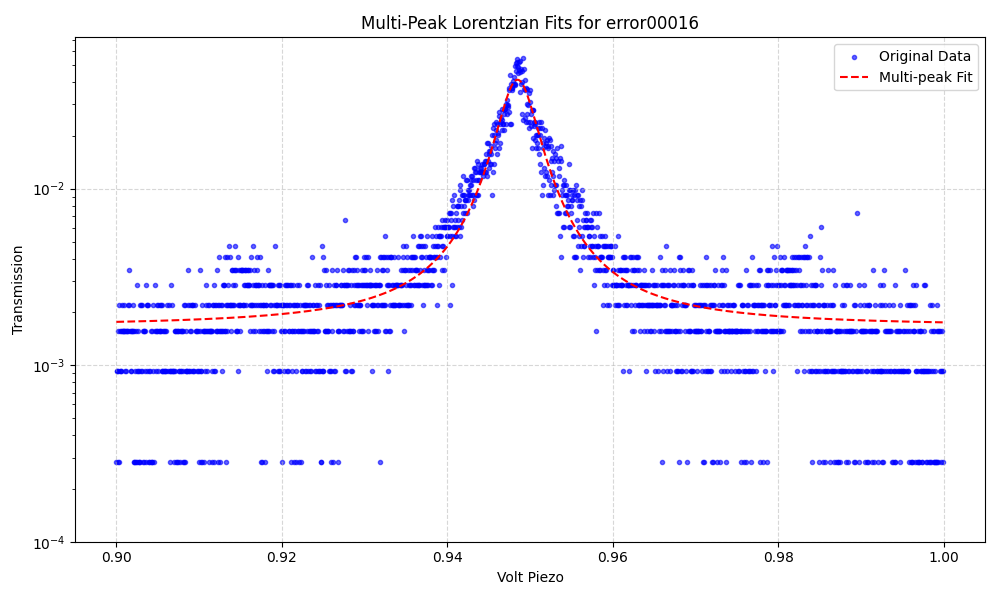 Multi-Peak Lorentzian Fits for error00016
Original Data
Multi-peak Fit
Transmission
10⁻²
10⁻³
10⁻⁴
0.90 0.92 0.94 0.96 0.98 1.00
Volt Piezo